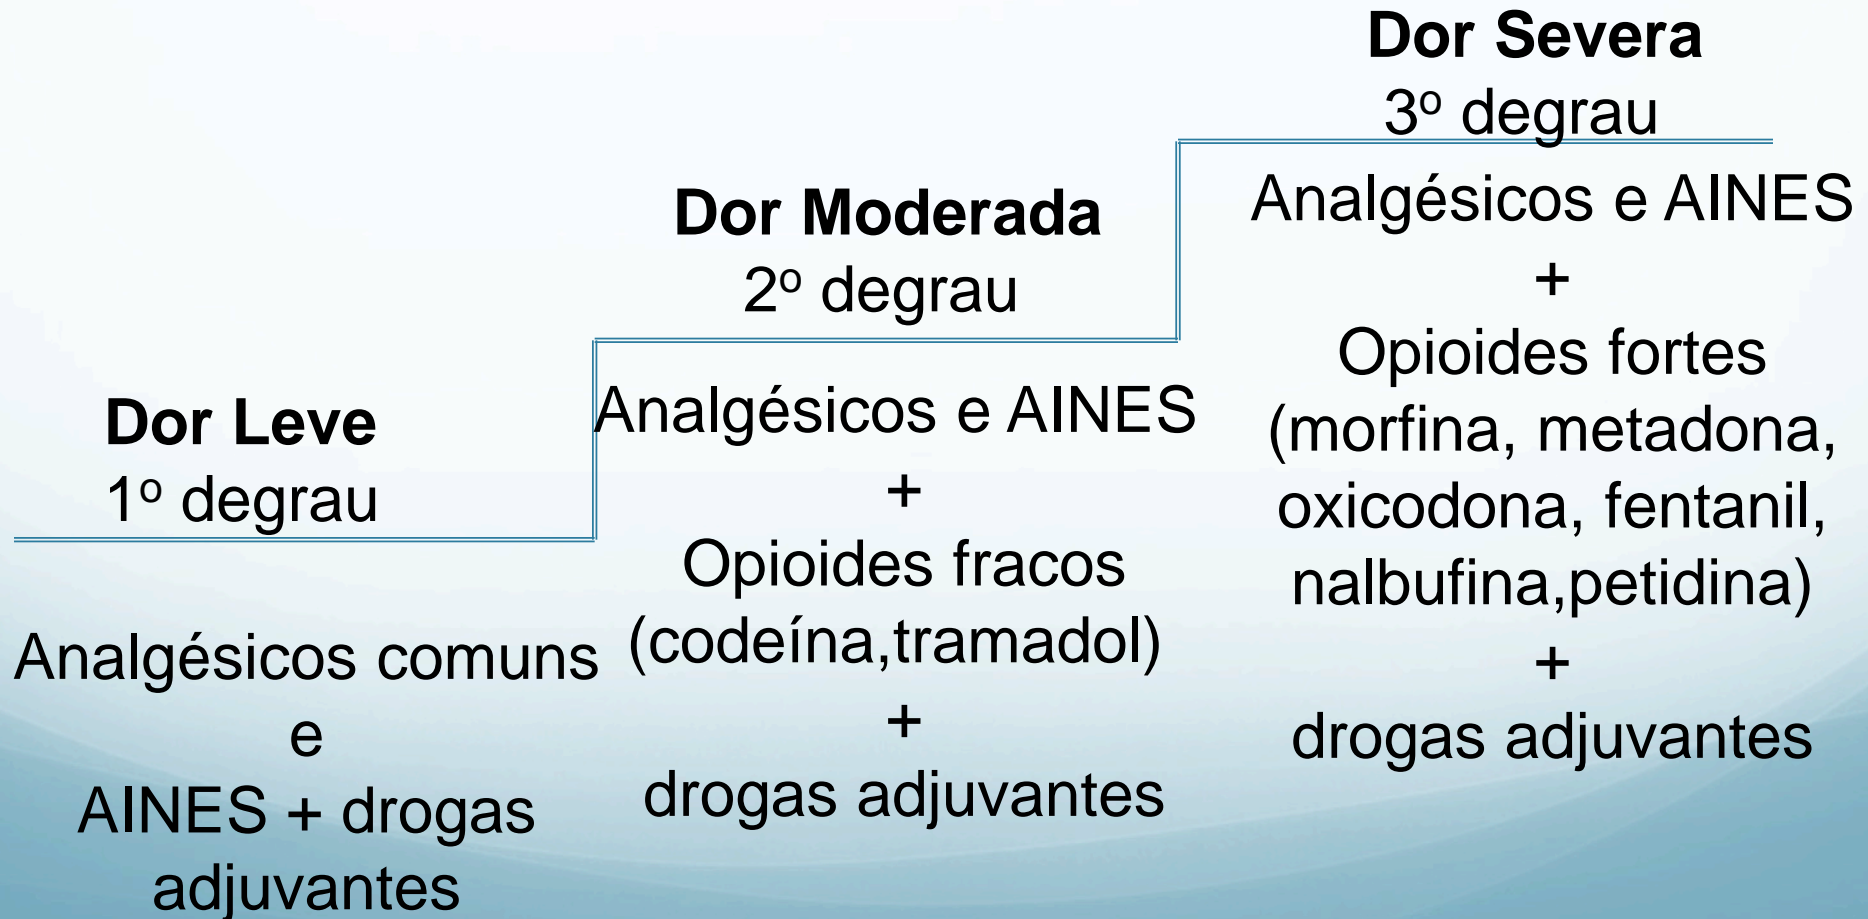 Dor Leve
1º degrau
Analgésicos comuns
e
AINES + drogas
adjuvantes
Dor Moderada
2º degrau
Analgésicos e AINES
+
Opioides fracos
(codeína,tramadol)
+
drogas adjuvantes
Dor Severa
3º degrau
Analgésicos e AINES
+
Opioides fortes
(morfina, metadona,
oxicodona, fentanil,
nalbufina,petidina)
+
drogas adjuvantes